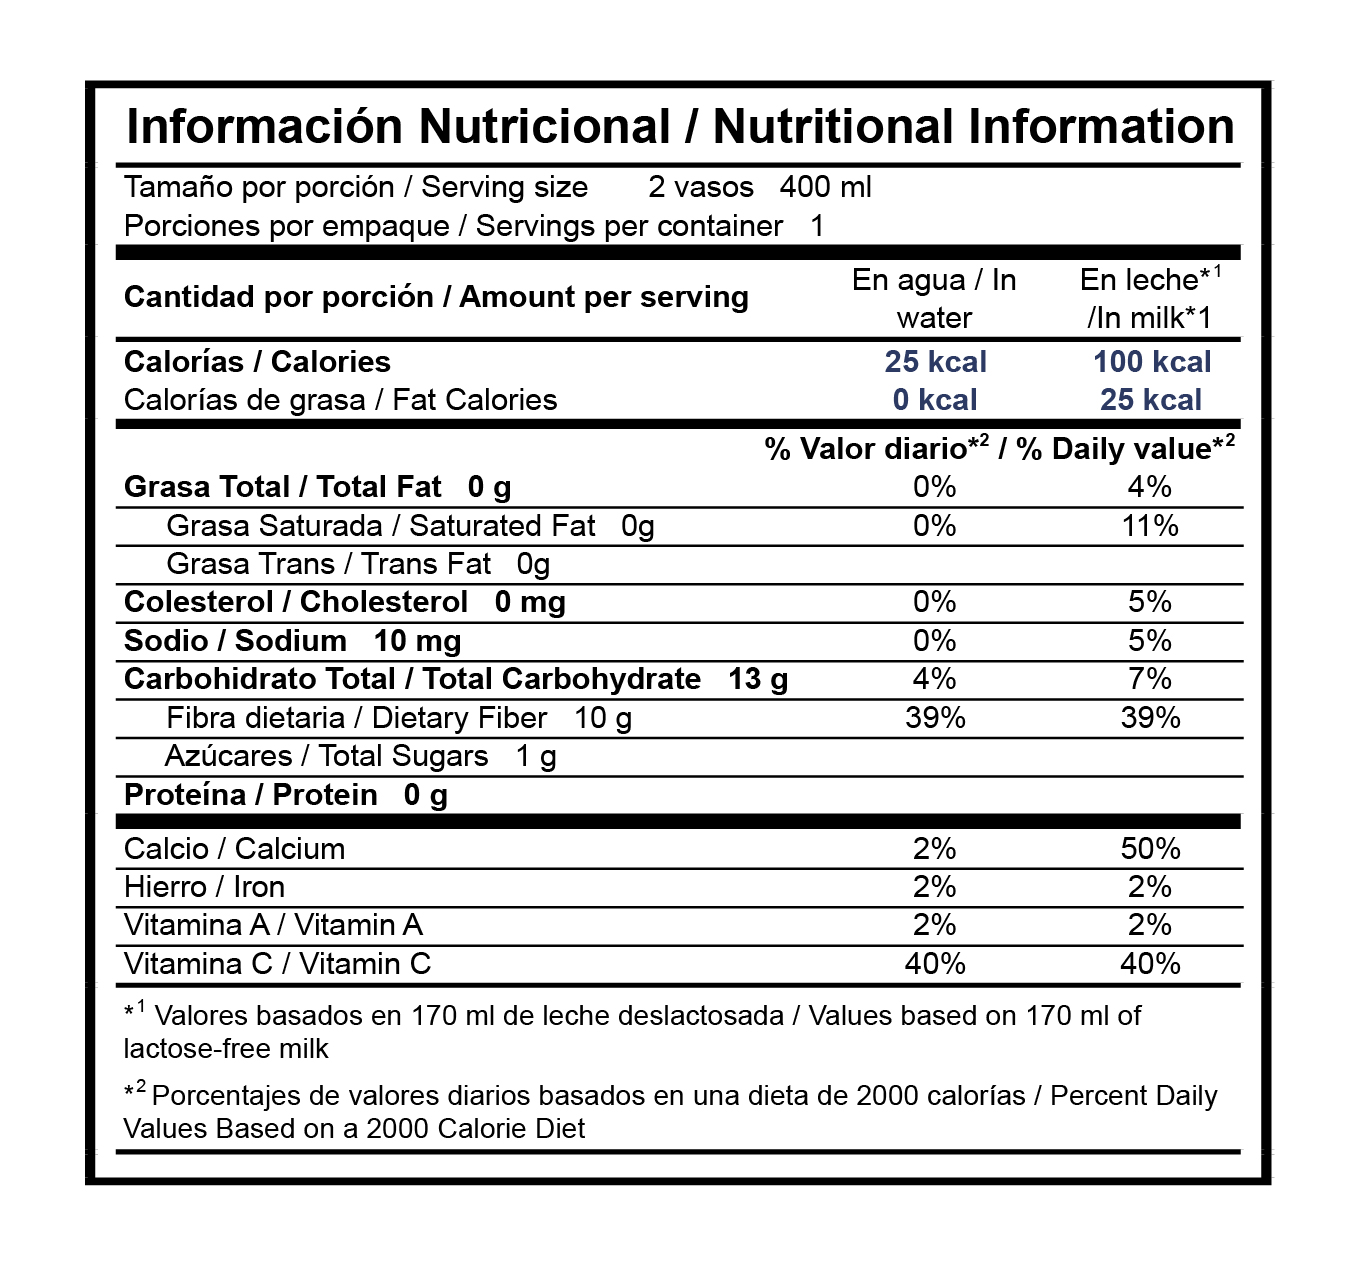 Información Nutricional / Nutritional Information
Tamaño por porción / Serving size 2 vasos 400 ml
Porciones por empaque / Servings per container 1
Cantidad por porción / Amount per serving En agua / In water En leche*¹ /In milk*1
Calorías / Calories 25 kcal 100 kcal
Calorías de grasa / Fat Calories 0 kcal 25 kcal
% Valor diario*² / % Daily value*²
Grasa Total / Total Fat 0 g 0% 4%
Grasa Saturada / Saturated Fat 0g 0% 11%
Grasa Trans / Trans Fat 0g
Colesterol / Cholesterol 0 mg 0% 5%
Sodio / Sodium 10 mg 0% 5%
Carbohidrato Total / Total Carbohydrate 13 g 4% 7%
Fibra dietaria / Dietary Fiber 10 g 39% 39%
Azúcares / Total Sugars 1 g
Proteína / Protein 0 g
Calcio / Calcium 2% 50%
Hierro / Iron 2% 2%
Vitamina A / Vitamin A 2% 2%
Vitamina C / Vitamin C 40% 40%
*¹ Valores basados en 170 ml de leche deslactosada / Values based on 170 ml of
lactose-free milk
*² Porcentajes de valores diarios basados en una dieta de 2000 calorías / Percent Daily
Values Based on a 2000 Calorie Diet